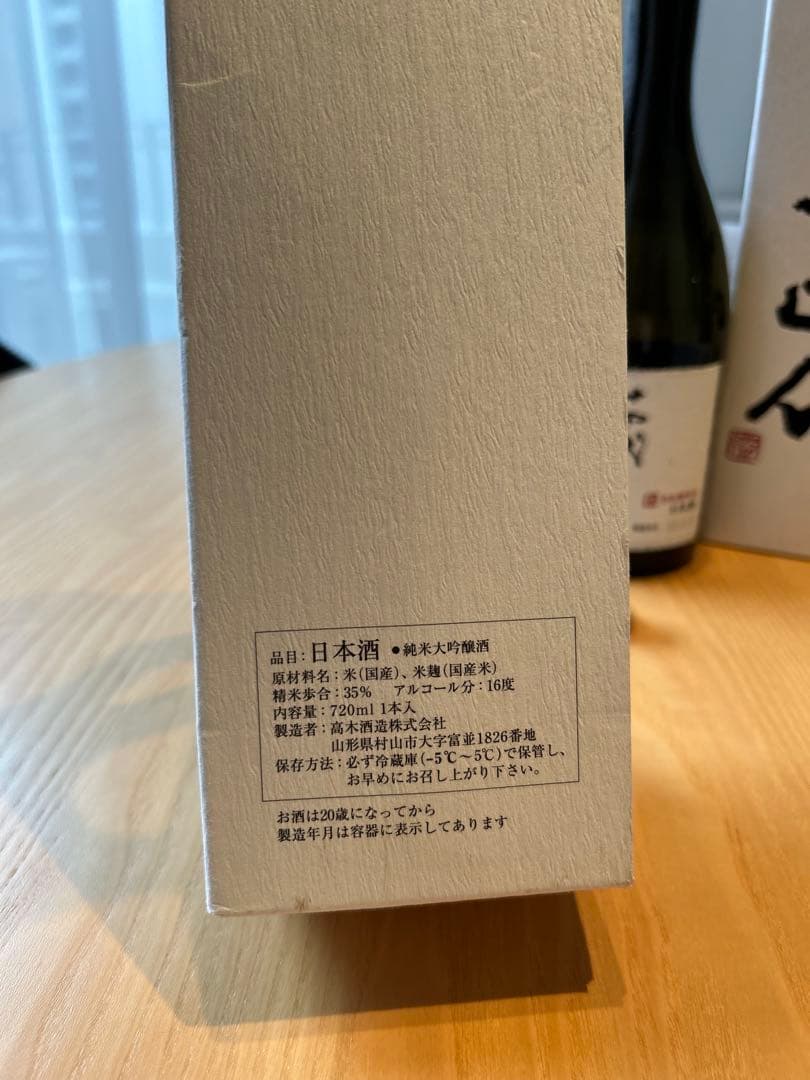 品目：日本酒 ●純米大吟醸酒
原材料名：米（国産）、米麹（国産米）
精米歩合：35％　アルコール分：16度
内容量：720ml 1本入
製造者：高木酒造株式会社
山形県村山市大字富並1826番地
保存方法：必ず冷蔵庫（-5℃～5℃）で保管し、
お早めにお召し上がり下さい。
お酒は20歳になってから
製造年月は容器に表示してあります